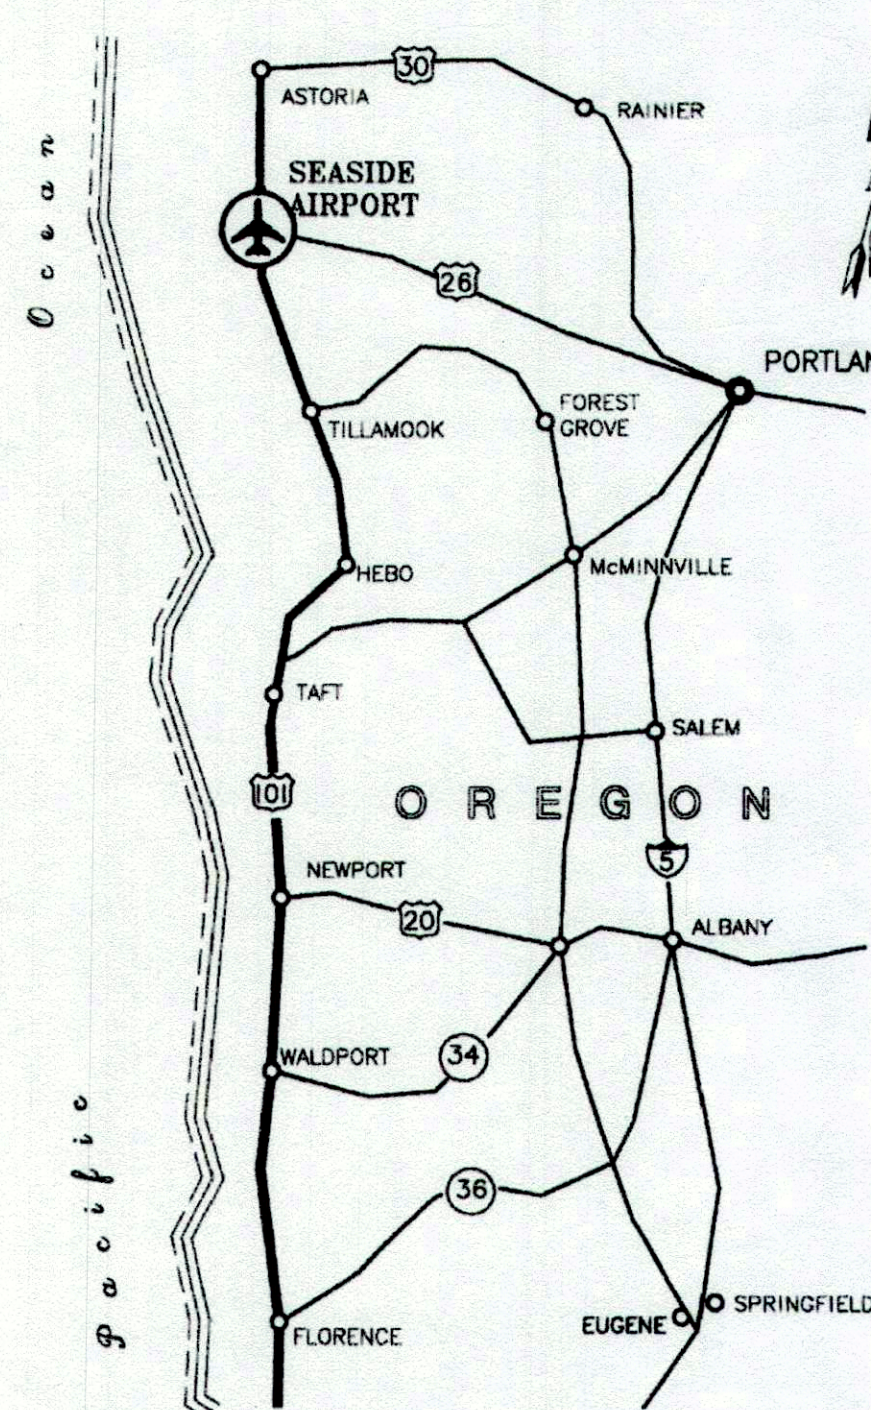 30
ASTORIA
RAINIER
SEASIDE
AIRPORT
Ocean
26
PORTLAN
FOREST
GROVE
TILLAMOOK
McMINNVILLE
HEBO
TAFT
SALEM
101
OREGON
5
NEWPORT
20
ALBANY
WALDPORT
34
Pacific
36
SPRINGFIELD
EUGENE
FLORENCE